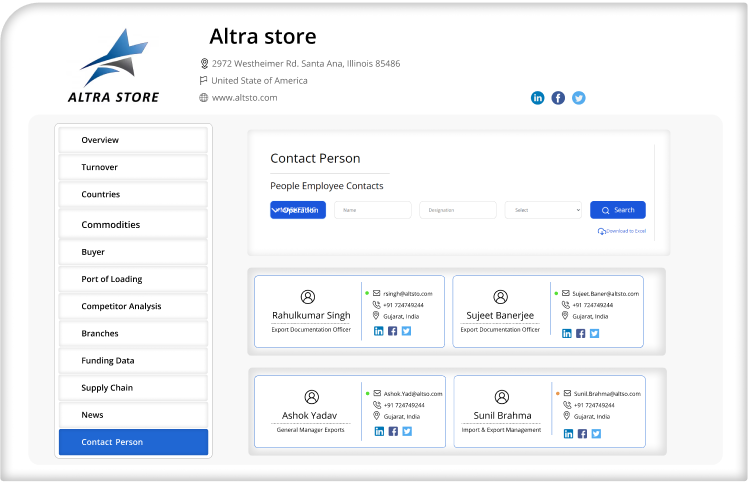 Altra store
2972 Westheimer Rd. Santa Ana, Illinois 85486
United State of America
www.altsto.com
ALTRA STORE
Overview
Turnover
Countries
Commodities
Buyer
Port of Loading
Competitor Analysis
Branches
Funding Data
Supply Chain
News
Contact Person
Contact Person
People Employee Contacts
Operation
Name
Designation
Select
Search
Download to Excel
Rahulkumar Singh
Export Documentation Officer
rsingh@altsto.com
+91 724749244
Gujarat, India
Sujeet Banerjee
Export Documentation Officer
Sujeet.Baner@altsto.com
+91 724749244
Gujarat, India
Ashok Yadav
General Manager Exports
Ashok.Yad@altso.com
+91 724749244
Gujarat, India
Sunil Brahma
Import & Export Management
Sunil.Brahma@altso.com
+91 724749244
Gujarat, India